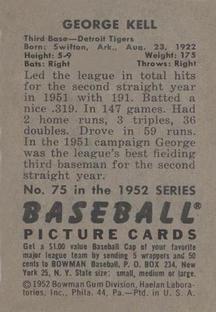 GEORGE KELL
Third Base—Detroit Tigers
Born: Swifton, Ark., Aug. 23, 1922
Height: 5-9 Weight: 175
Bats: Right Throws: Right
Led the league in total hits
for the second straight year
in 1951 with 191. Batted a
nice .319. In 147 games. Had
2 home runs, 3 triples, 36
doubles. Drove in 59 runs.
In the 1951 campaign George
was the league's best fielding
third baseman for the second
straight year.
No. 75 in the 1952 SERIES
BASEBALL®
PICTURE CARDS
Get a $1.00 value Baseball Cap of your favorite
major league team by sending 5 wrappers and 50
cents to BOWMAN Baseball, P. O. BOX 234, New
York 25, N. Y. State size: small, medium or large.
©1952 Bowman Gum Division, Haelan Labora-
tories, Inc., Phila. 44, Pa.—Ptd. in U. S. A.